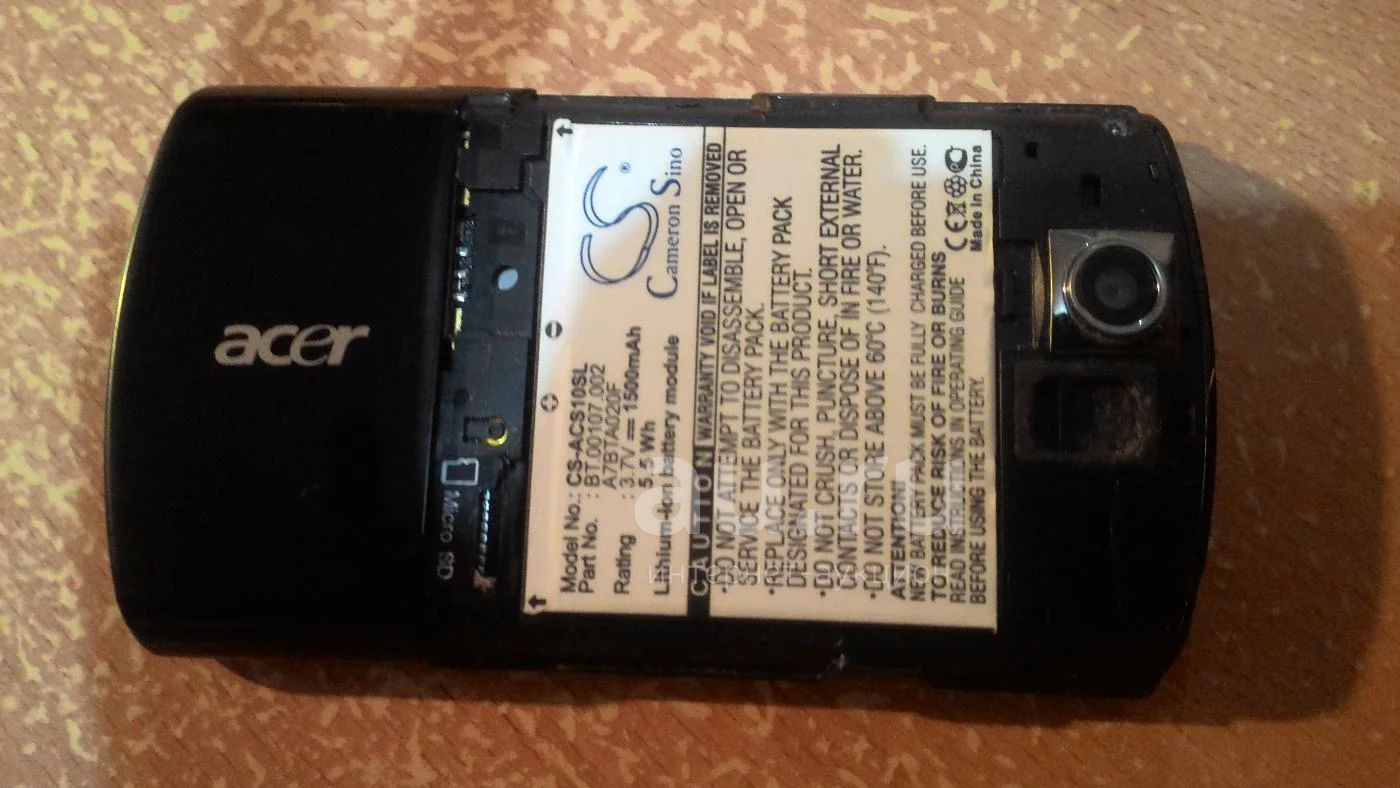 acer
Micro SD
CS®
Cameron Sino
Model No.: CS-ACS10SL
Part No. : BT.00107.002
A7BTA020F
Rating : 3.7V 1500mAh
5.5 Wh
Lithium-ion battery module
CAUTION! WARRANTY VOID IF LABEL IS REMOVED
•DO NOT ATTEMPT TO DISASSEMBLE, OPEN OR
SERVICE THE BATTERY PACK.
•REPLACE ONLY WITH THE BATTERY PACK
DESIGNATED FOR THIS PRODUCT.
•DO NOT CRUSH, PUNCTURE, SHORT EXTERNAL
CONTACTS OR DISPOSE OF IN FIRE OR WATER.
•DO NOT STORE ABOVE 60°C (140°F).
ATTENTION!
NEW BATTERY PACK MUST BE FULLY CHARGED BEFORE USE.
TO REDUCE RISK OF FIRE OR BURNS
READ INSTRUCTIONS IN OPERATING GUIDE
BEFORE USING THE BATTERY.
CE
Made in China
au.ru